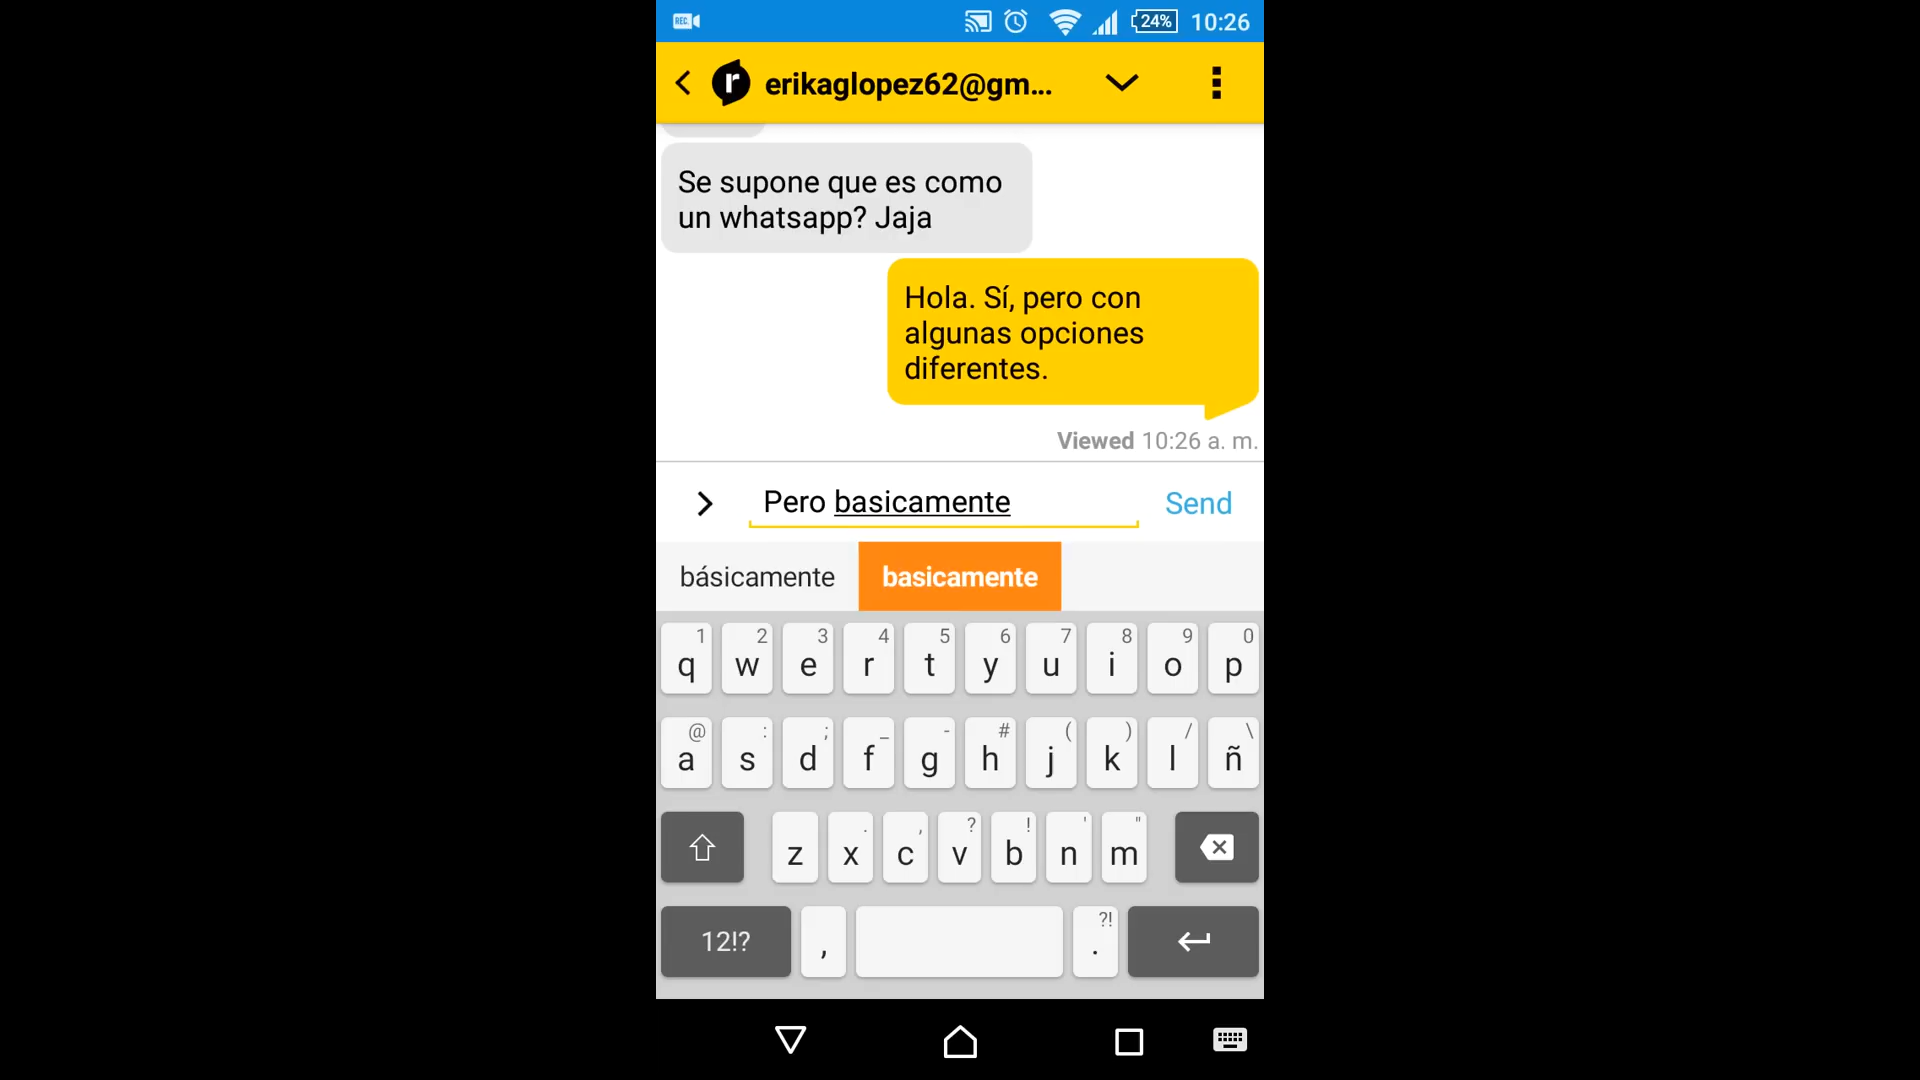 REC.
24%
10:26
r
erikaglopez62@gm...
Se supone que es como
un whatsapp? Jaja
Hola. Sí, pero con
algunas opciones
diferentes.
Viewed 10:26 a. m.
Pero basicamente
Send
básicamente
basicamente
1 2 3 4 5 6 7 8 9 0
q w e r t y u i o p
@ : ; _ - # ( ) / \
a s d f g h j k l ñ
. , ? ! ' "
z x c v b n m
?!
12!? , .